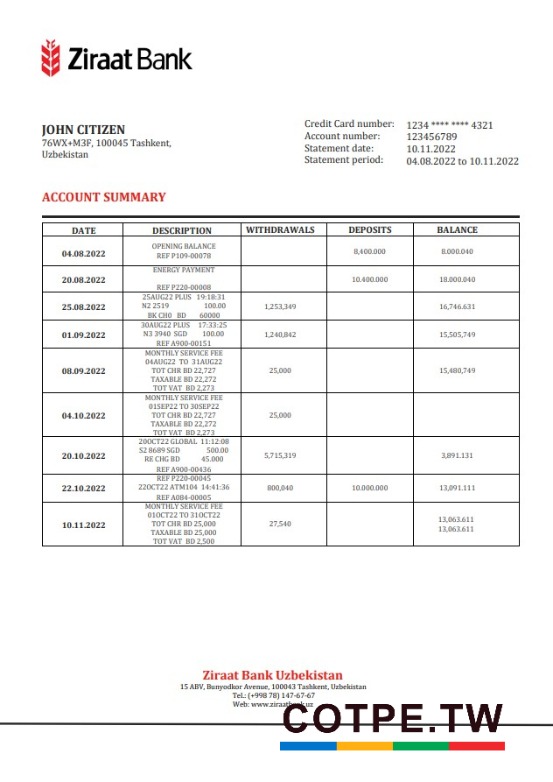 Ziraat Bank
JOHN CITIZEN
76WX+M3F, 100045 Tashkent,
Uzbekistan
Credit Card number: 1234 **** **** 4321
Account number: 123456789
Statement date: 10.11.2022
Statement period: 04.08.2022 to 10.11.2022
ACCOUNT SUMMARY
DATE DESCRIPTION WITHDRAWALS DEPOSITS BALANCE
OPENING BALANCE
04.08.2022 8,400.000 8.000.040
REF P109-00078
ENERGY PAYMENT
20.08.2022 10.400.000 18.000.040
REF P220-00008
25AUG22 PLUS 19:18:31
25.08.2022 N2 2519 100.00 1,253,349 16,746.631
BK CH0 BD 60000
30AUG22 PLUS 17:33:25
01.09.2022 N3 3940 SGD 100.00 1,240,842 15,505,749
REF A900-00151
MONTHLY SERVICE FEE
04AUG22 TO 31AUG22
08.09.2022 TOT CHR BD 22,727 25,000 15,480,749
TAXABLE BD 22,272
TOT VAT BD 2,273
MONTHLY SERVICE FEE
01SEP22 TO 30SEP22
04.10.2022 TOT CHR BD 22,727 25,000
TAXABLE BD 22,272
TOT VAT BD 2,273
20OCT22 GLOBAL 11:12:08
S2 8689 SGD 500.00
20.10.2022 5,715,319 3,891.131
RE CHG BD 45.000
REF A900-00436
REF P220-00045
22.10.2022 22OCT22 ATM104 14:41:36 800,040 10.000.000 13,091.111
REF A084-00005
MONTHLY SERVICE FEE
01OCT22 TO 31OCT22 13,063.611
10.11.2022 TOT CHR BD 25,000 27,540 13,063.611
TAXABLE BD 25,000
TOT VAT BD 2,500
Ziraat Bank Uzbekistan
15 ABV, Bunyodkor Avenue, 100043 Tashkent, Uzbekistan
Tel.: (+998 78) 147-67-67
Web: www.ziraatbank.uz
COTPE.TW